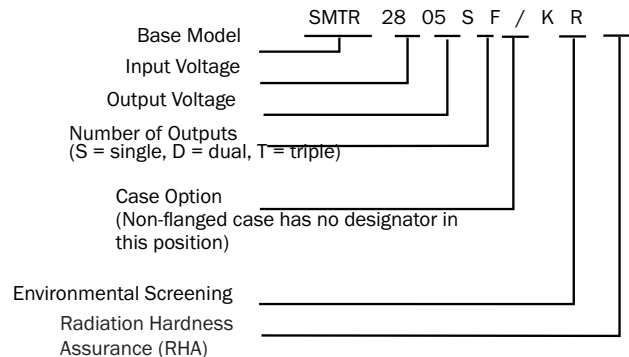 SMTR 28 05 S F / K R
Base Model
Input Voltage
Output Voltage
Number of Outputs
(S = single, D = dual, T = triple)
Case Option
(Non-flanged case has no designator in
this position)
Environmental Screening
Radiation Hardness
Assurance (RHA)